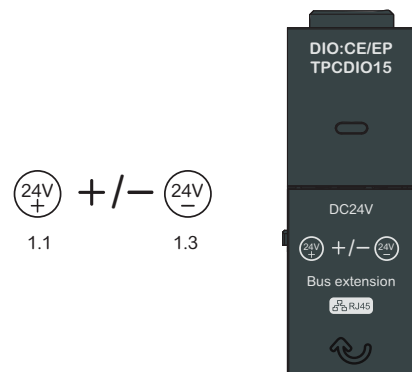 24V + +/− 24V −
1.1 1.3
DIO:CE/EP
TPCDIO15
DC24V
24V + +/− 24V −
Bus extension
RJ45